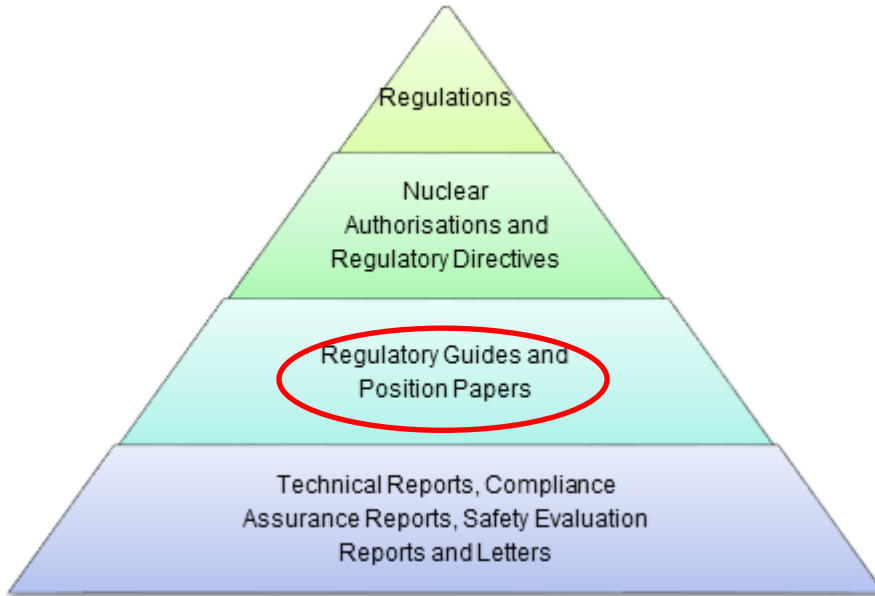 Regulations
Nuclear
Authorisations and
Regulatory Directives
Regulatory Guides and
Position Papers
Technical Reports, Compliance
Assurance Reports, Safety Evaluation
Reports and Letters